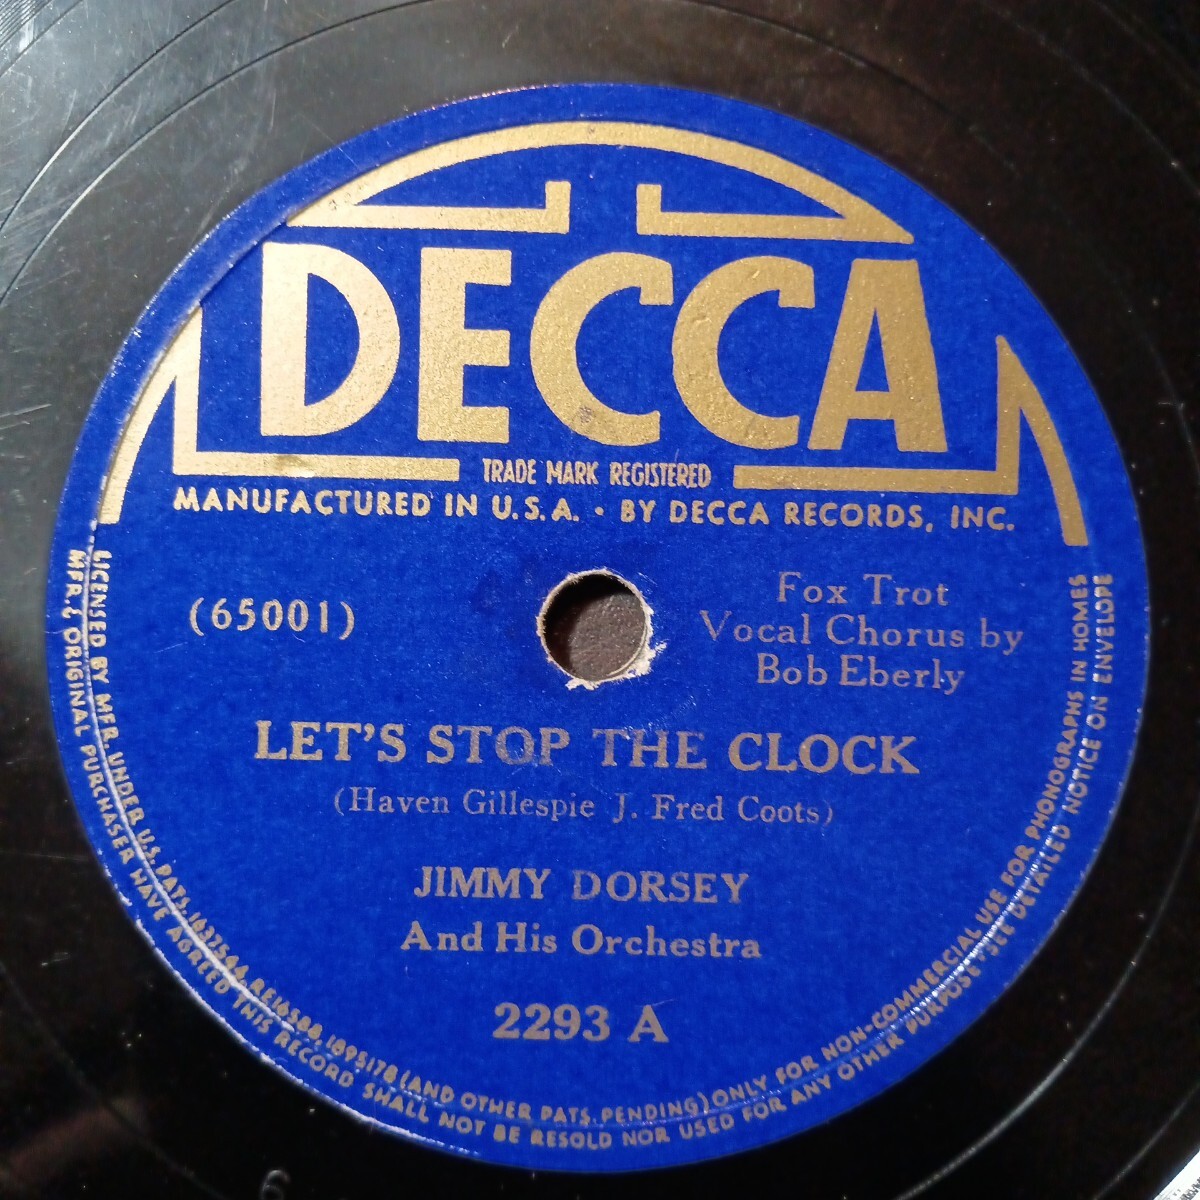 DECCA
TRADE MARK REGISTERED
MANUFACTURED IN U.S.A. • BY DECCA RECORDS, INC.
(65001)
Fox Trot
Vocal Chorus by
Bob Eberly
LET'S STOP THE CLOCK
(Haven Gillespie J. Fred Coots)
JIMMY DORSEY
And His Orchestra
2293 A
LICENSED BY MFR. UNDER U.S. PATS. 1637544, RE16588, 1895178 (AND OTHER PATS. PENDING) ONLY FOR NON-COMMERCIAL USE FOR PHONOGRAPHS IN HOMES
MFR. & ORIGINAL PURCHASER HAVE AGREED THIS RECORD SHALL NOT BE RESOLD NOR USED FOR ANY OTHER PURPOSE • SEE DETAILED NOTICE ON ENVELOPE